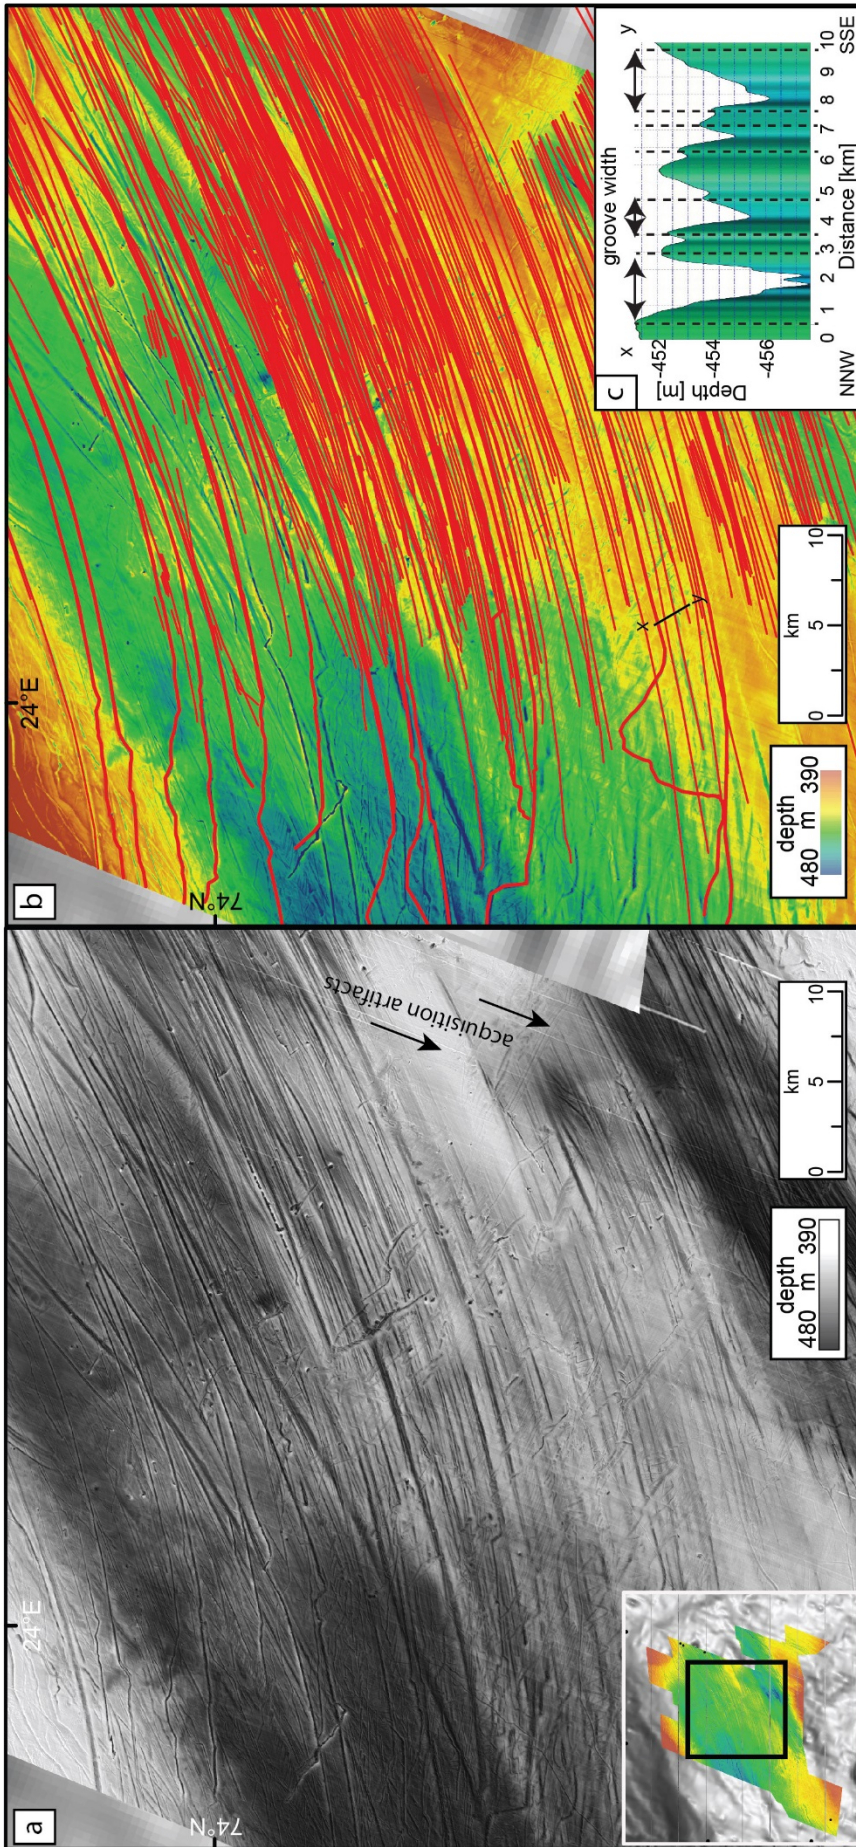 a
24°E
74°N
acquisition artifacts
depth
480 m 390
km
0 5 10
b
24°E
74°N
x
y
depth
480 m 390
km
0 5 10
c
x
y
groove width
Depth [m]
-452
-454
-456
0 1 2 3 4 5 6 7 8 9 10
NNW
Distance [km]
SSE